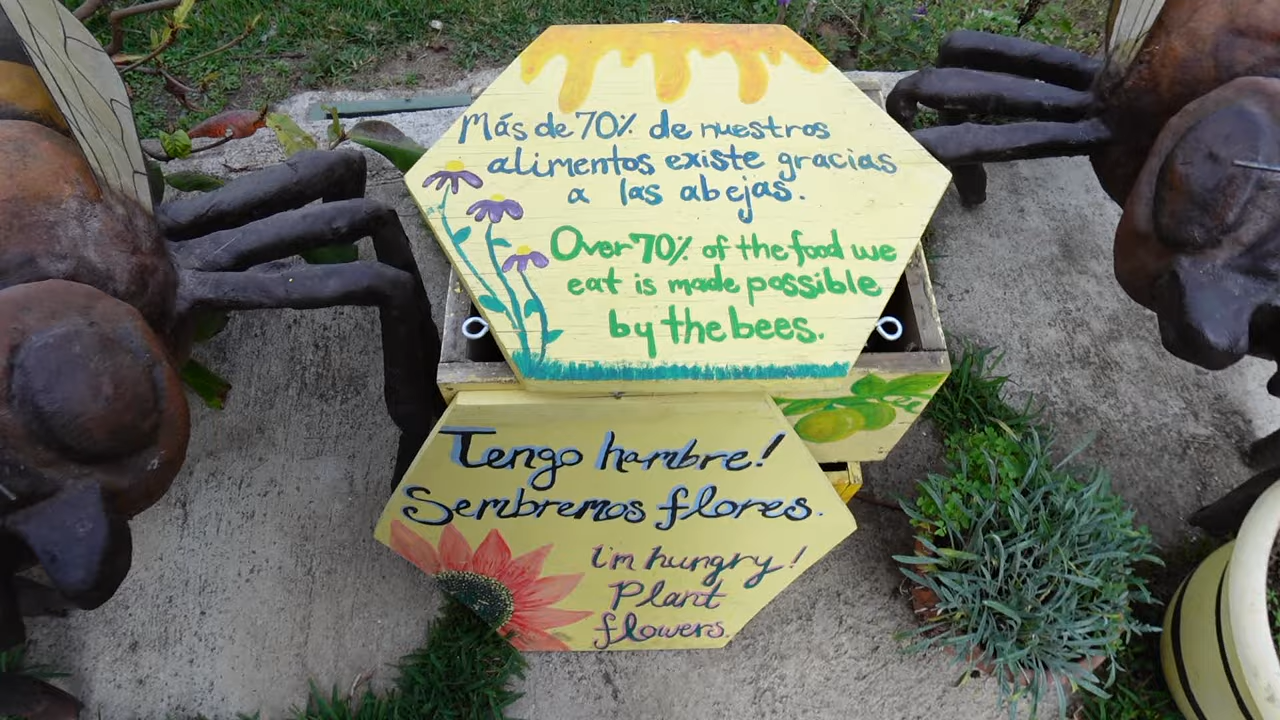 Más de 70% de nuestros
alimentos existe gracias
a las abejas.
Over 70% of the food we
eat is made possible
by the bees.
Tengo hambre!
Sembremos flores.
I'm hungry!
Plant
flowers.